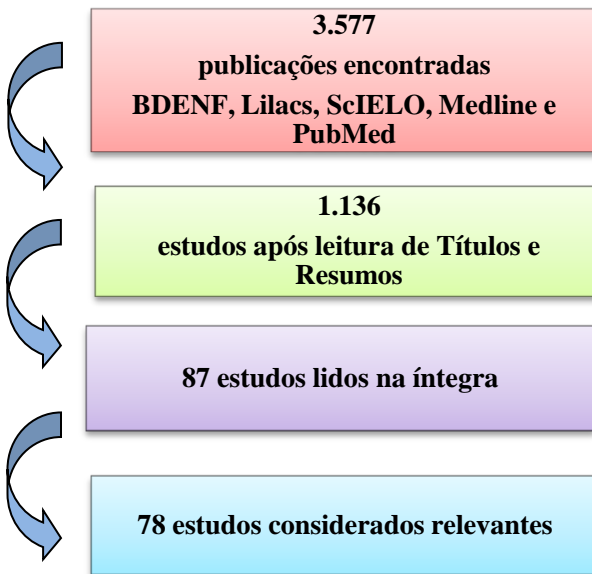 3.577
publicações encontradas
BDENF, Lilacs, ScIELO, Medline e
PubMed
1.136
estudos após leitura de Títulos e
Resumos
87 estudos lidos na íntegra
78 estudos considerados relevantes